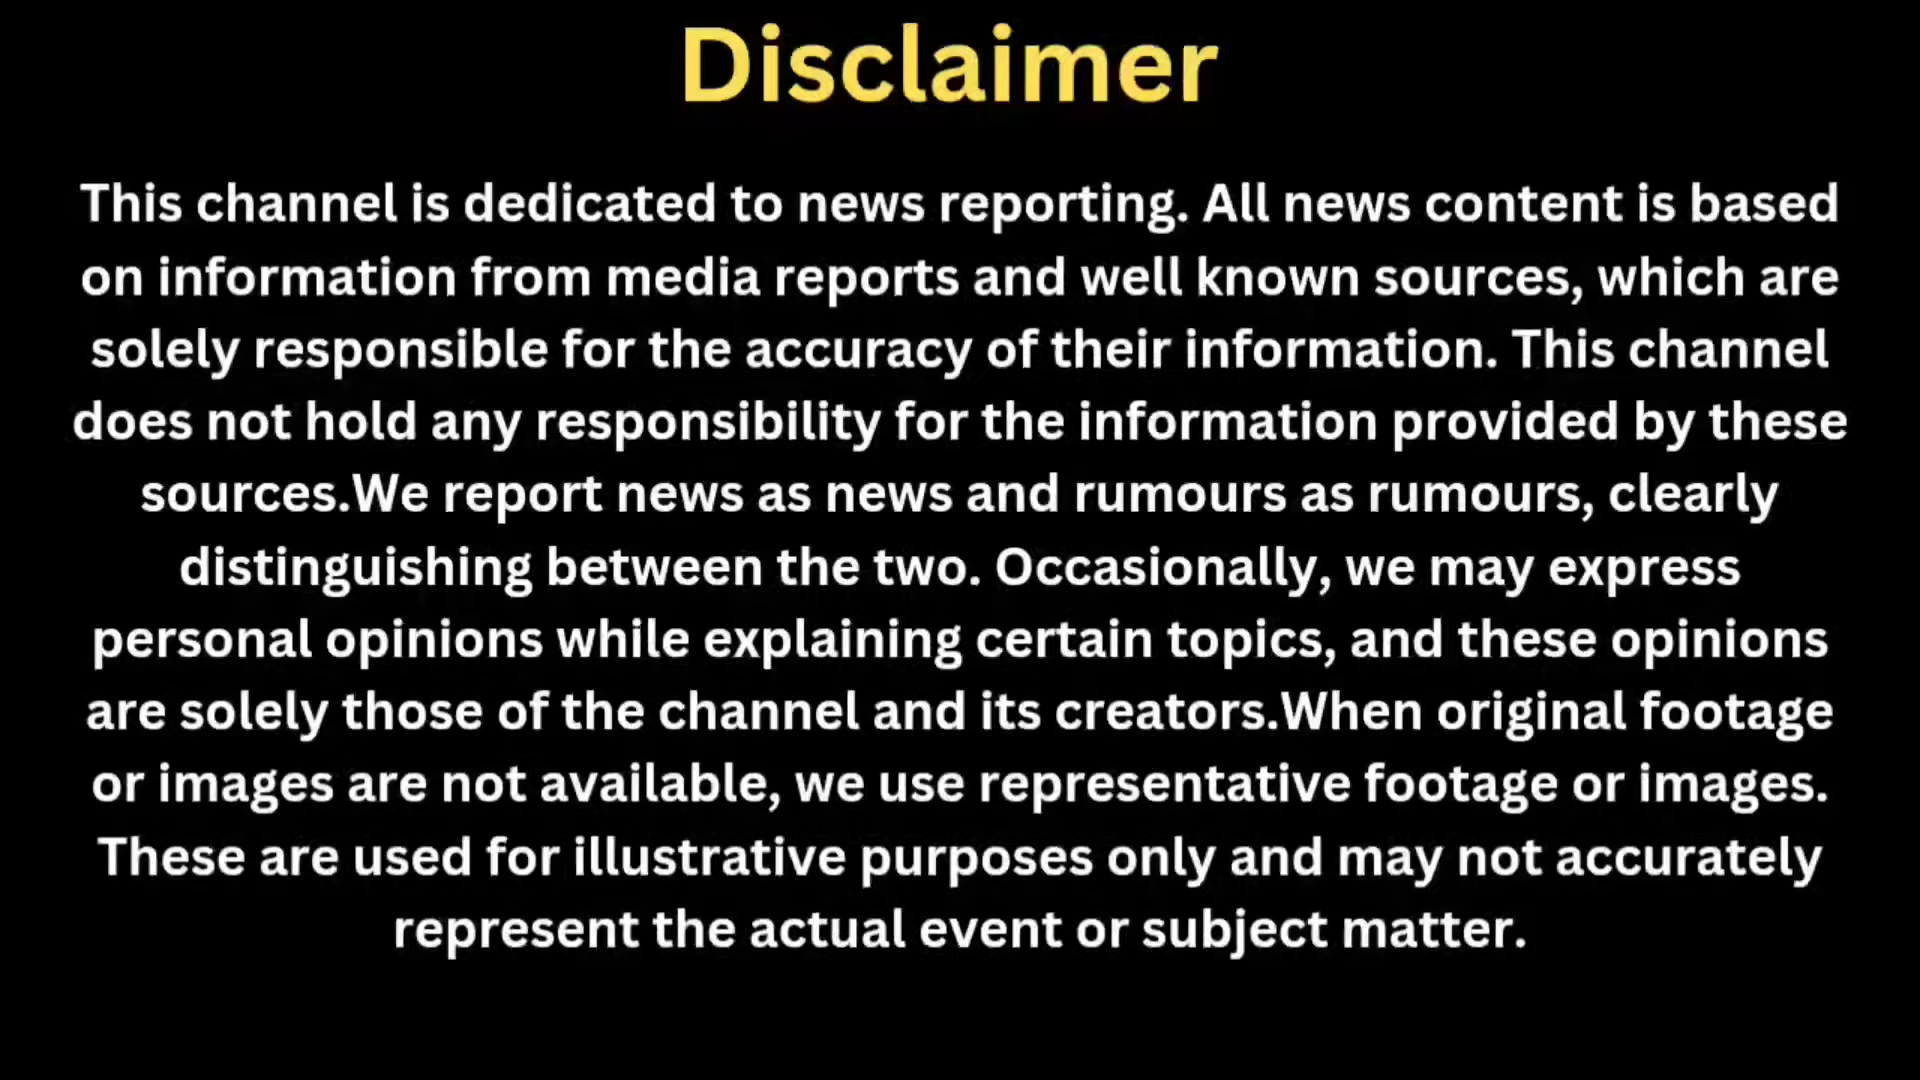 Disclaimer
This channel is dedicated to news reporting. All news content is based
on information from media reports and well known sources, which are
solely responsible for the accuracy of their information. This channel
does not hold any responsibility for the information provided by these
sources.We report news as news and rumours as rumours, clearly
distinguishing between the two. Occasionally, we may express
personal opinions while explaining certain topics, and these opinions
are solely those of the channel and its creators.When original footage
or images are not available, we use representative footage or images.
These are used for illustrative purposes only and may not accurately
represent the actual event or subject matter.